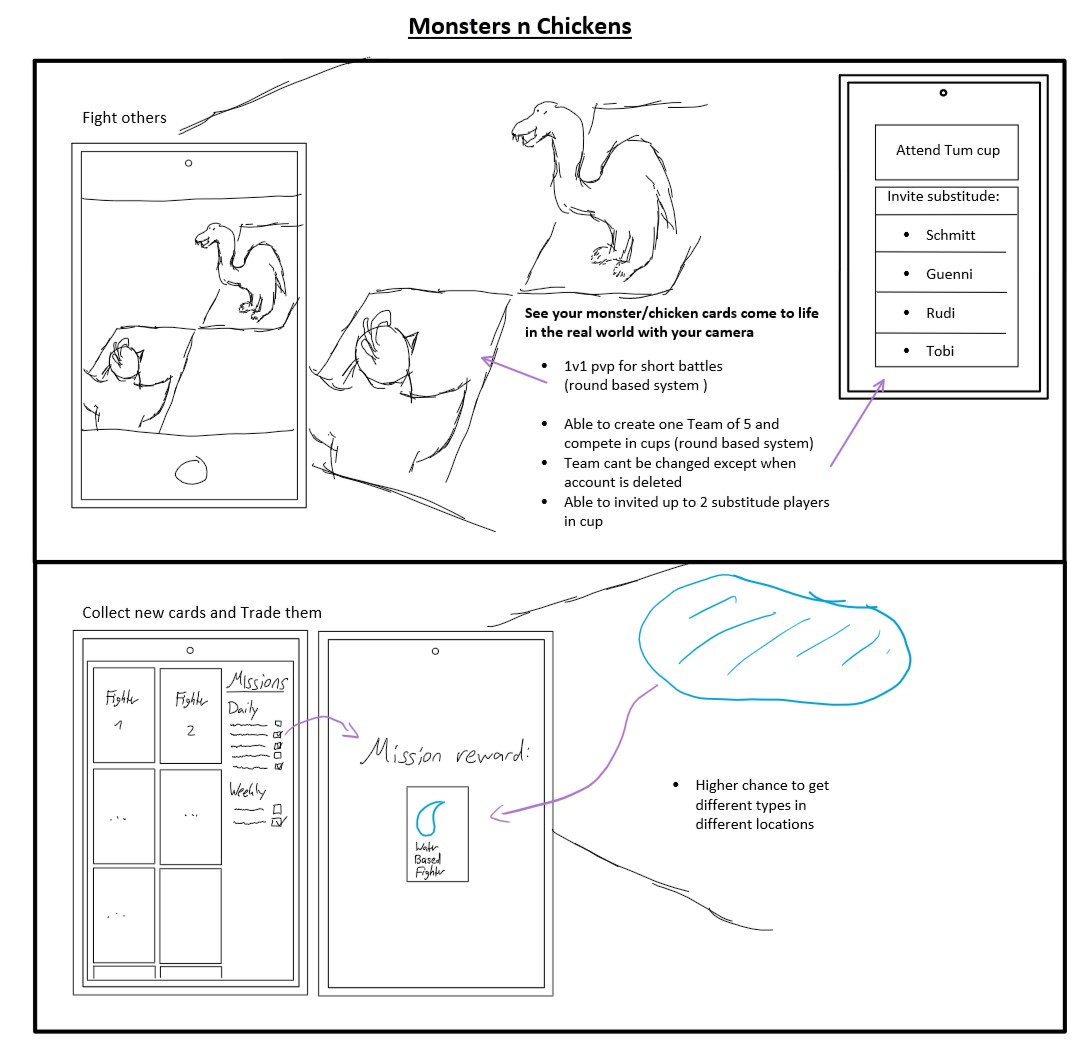 Monsters n Chickens
Fight others
Attend Tum cup
Invite substitude:
• Schmitt
• Guenni
• Rudi
• Tobi
See your monster/chicken cards come to life
in the real world with your camera
• 1v1 pvp for short battles
(round based system )
• Able to create one Team of 5 and
compete in cups (round based system)
• Team cant be changed except when
account is deleted
• Able to invited up to 2 substitude players
in cup
Collect new cards and Trade them
Fighter
1
Fighter
2
...
...
...
Missions
Daily
Weekly
Mission reward:
Water
Based
Fighter
• Higher chance to get
different types in
different locations